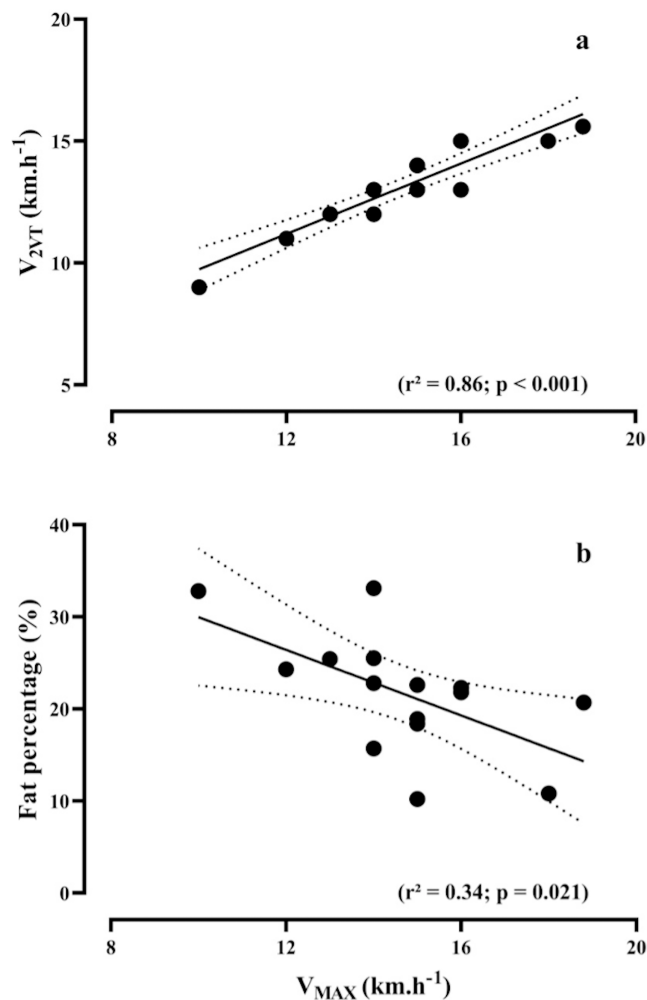 a
20
15
10
5
V2VT (km.h-1)
(r² = 0.86; p < 0.001)
8 12 16 20
b
40
30
20
10
0
Fat percentage (%)
(r² = 0.34; p = 0.021)
8 12 16 20
VMAX (km.h-1)